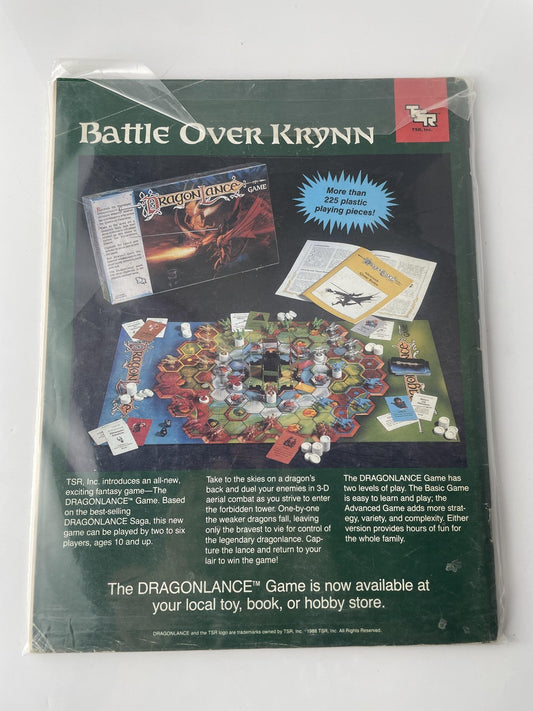 TSR
TSR, Inc.
Battle Over Krynn
DRAGONLANCE
GAME
More than
225 plastic
playing pieces!
DRAGONLANCE
DRAGON
DRAGON
TSR, Inc. introduces an all-new,
exciting fantasy game—The
DRAGONLANCE™ Game. Based
on the best-selling
DRAGONLANCE Saga, this new
game can be played by two to six
players, ages 10 and up.
Take to the skies on a dragon's
back and duel your enemies in 3-D
aerial combat as you strive to enter
the forbidden tower. One-by-one
the weaker dragons fall, leaving
only the bravest to vie for control of
the legendary dragonlance. Cap-
ture the lance and return to your
lair to win the game!
The DRAGONLANCE Game has
two levels of play. The Basic Game
is easy to learn and play; the
Advanced Game adds more strat-
egy, variety, and complexity. Either
version provides hours of fun for
the whole family.
The DRAGONLANCE™ Game is now available at
your local toy, book, or hobby store.
DRAGONLANCE and the TSR logo are trademarks owned by TSR, Inc. ©1988 TSR, Inc. All Rights Reserved.